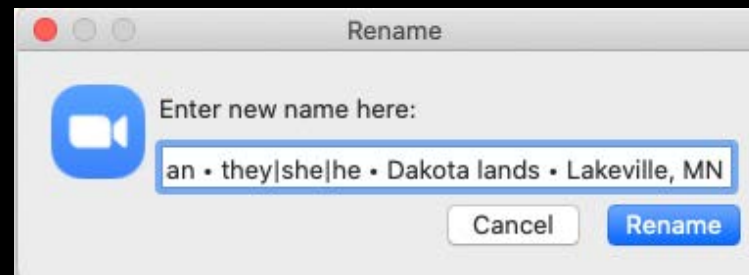 Rename
Enter new name here:
an • they|she|he • Dakota lands • Lakeville, MN
Cancel Rename